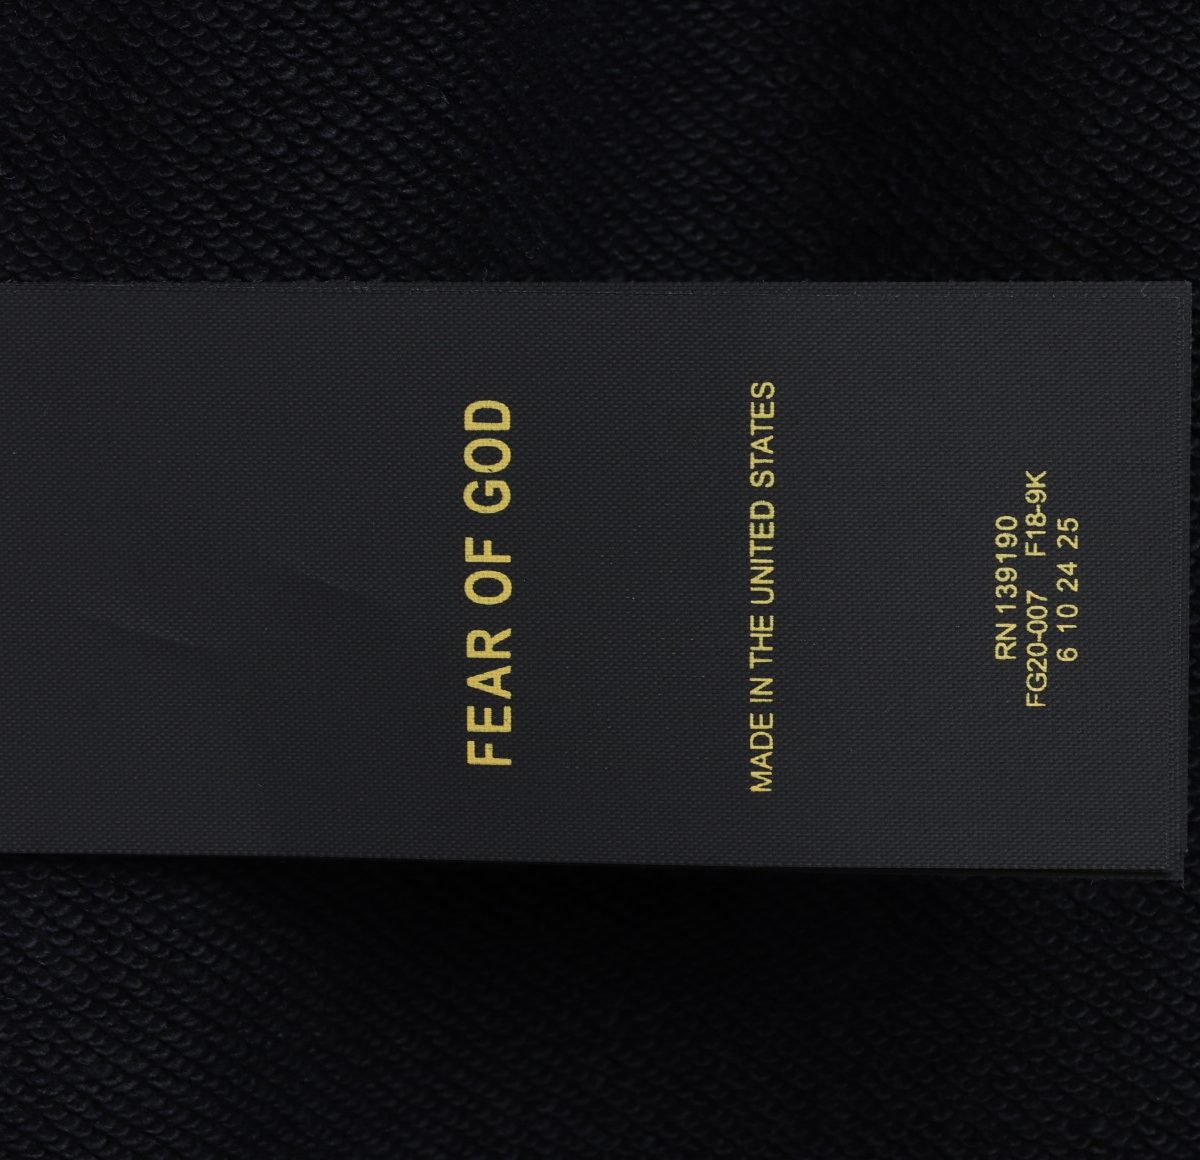 FEAR OF GOD
MADE IN THE UNITED STATES
RN 139190
FG20-007 F18-9K
6 10 24 25